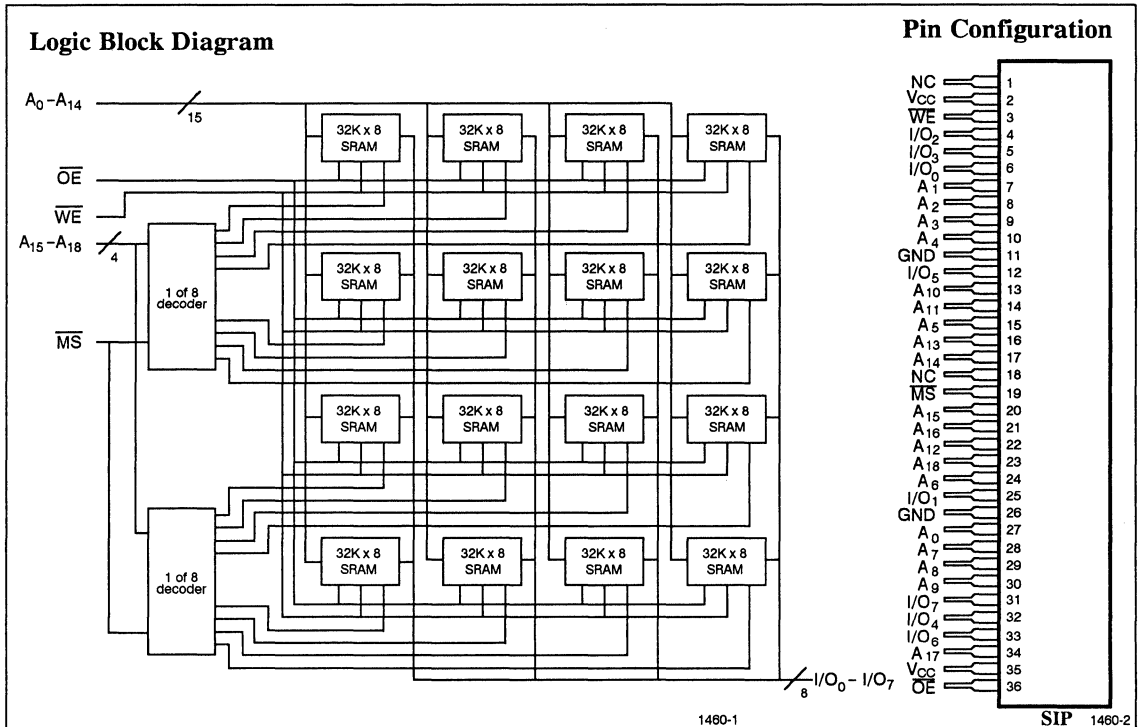 Logic Block Diagram
A0–A14
15
OE
WE
A15–A18
4
MS
1 of 8
decoder
1 of 8
decoder
32K x 8
SRAM
32K x 8
SRAM
32K x 8
SRAM
32K x 8
SRAM
32K x 8
SRAM
32K x 8
SRAM
32K x 8
SRAM
32K x 8
SRAM
32K x 8
SRAM
32K x 8
SRAM
32K x 8
SRAM
32K x 8
SRAM
32K x 8
SRAM
32K x 8
SRAM
32K x 8
SRAM
32K x 8
SRAM
8
I/O0 – I/O7
1460-1
Pin Configuration
NC 1
VCC 2
WE 3
I/O2 4
I/O3 5
I/O0 6
A1 7
A2 8
A3 9
A4 10
GND 11
I/O5 12
A10 13
A11 14
A5 15
A13 16
A14 17
NC 18
MS 19
A15 20
A16 21
A12 22
A18 23
A6 24
I/O1 25
GND 26
A0 27
A7 28
A8 29
A9 30
I/O7 31
I/O4 32
I/O6 33
A17 34
VCC 35
OE 36
SIP 1460-2